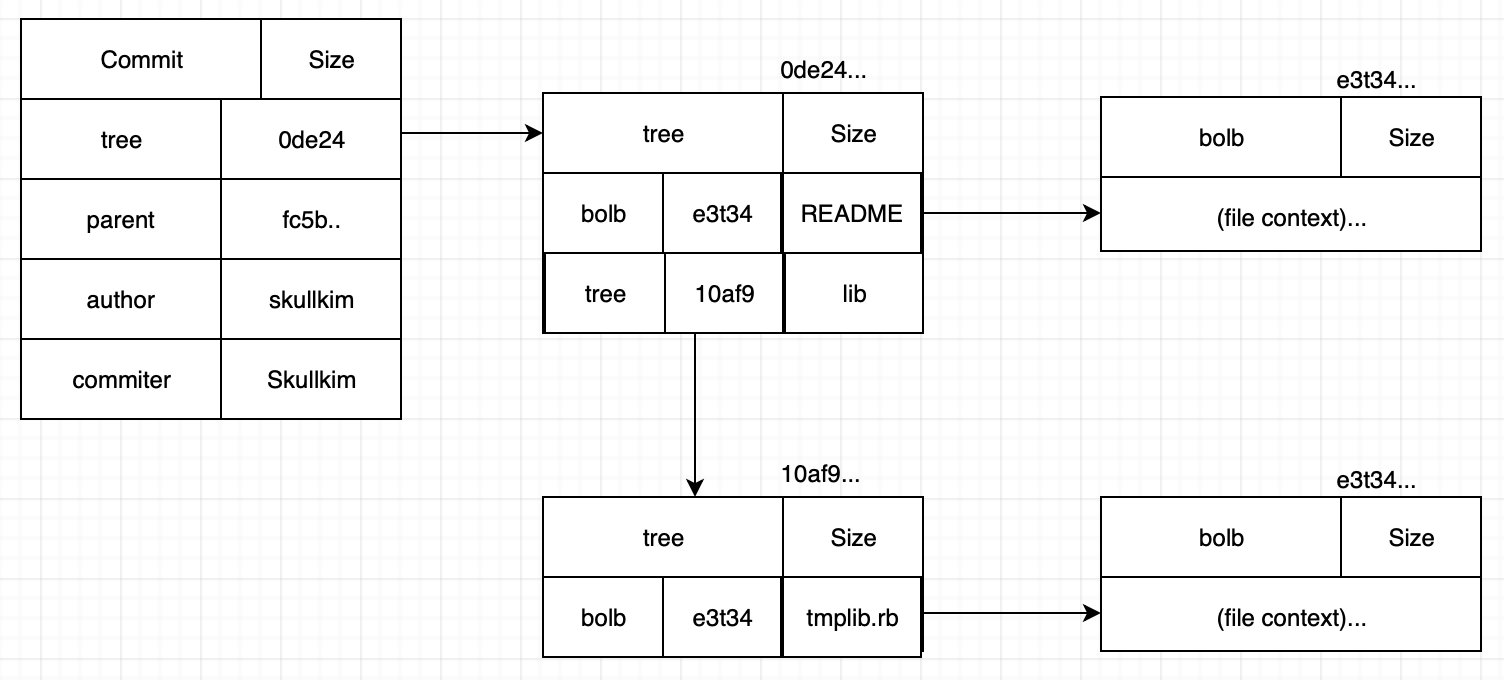 Commit Size
tree 0de24
parent fc5b..
author skullkim
commiter Skullkim
0de24...
tree Size
bolb e3t34 README
tree 10af9 lib
e3t34...
bolb Size
(file context)...
10af9...
tree Size
bolb e3t34 tmplib.rb
e3t34...
bolb Size
(file context)...